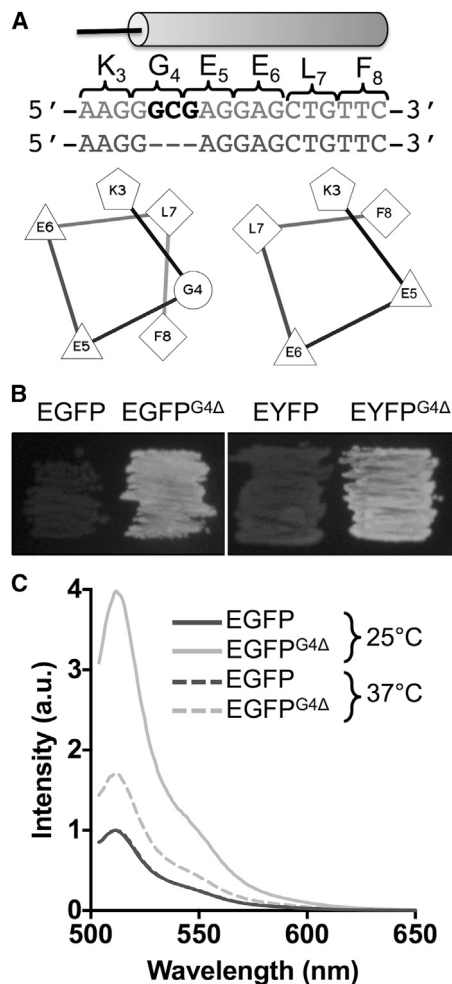 A
K3 G4 E5 E6 L7 F8
5′-AAGGGCGAGGAGCTGTTC-3′
5′-AAGG---AGGAGCTGTTC-3′
K3 L7 E6 G4 E5 F8
K3 F8 L7 E5 E6
B
EGFP EGFPG4Δ EYFP EYFPG4Δ
C
4
3
2
1
0
Intensity (a.u.)
EGFP
EGFPG4Δ
25°C
EGFP
EGFPG4Δ
37°C
500 550 600 650
Wavelength (nm)